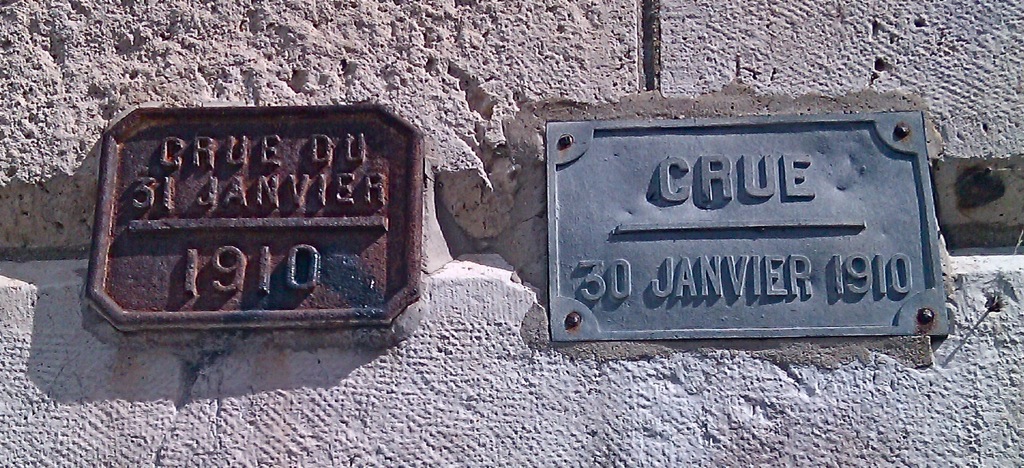 CRUE DU
31 JANVIER
1910
CRUE
30 JANVIER 1910